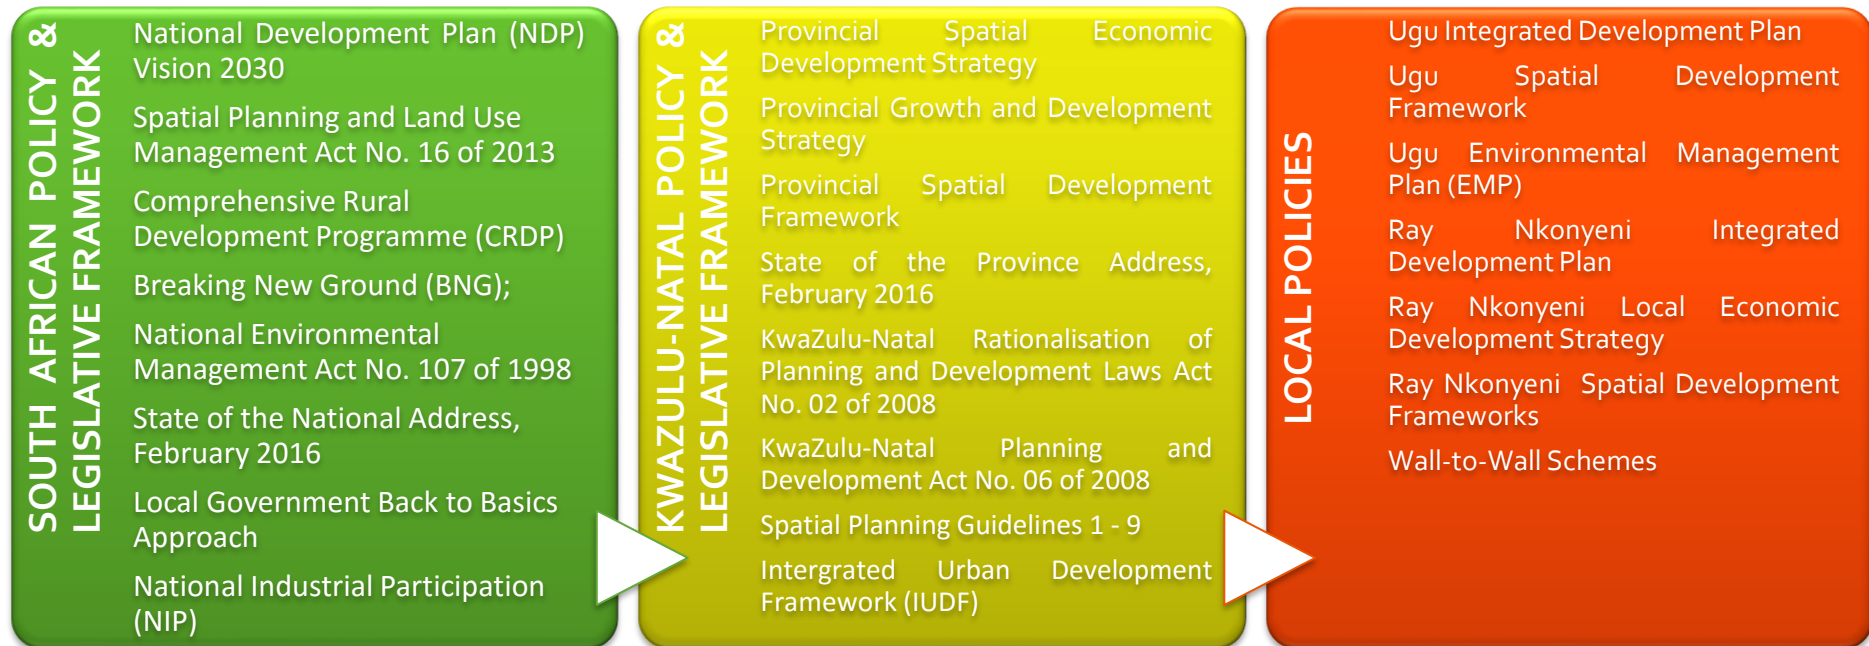 SOUTH AFRICAN POLICY &
LEGISLATIVE FRAMEWORK
National Development Plan (NDP)
Vision 2030
Spatial Planning and Land Use
Management Act No. 16 of 2013
Comprehensive Rural
Development Programme (CRDP)
Breaking New Ground (BNG);
National Environmental
Management Act No. 107 of 1998
State of the National Address,
February 2016
Local Government Back to Basics
Approach
National Industrial Participation
(NIP)
KWAZULU-NATAL POLICY &
LEGISLATIVE FRAMEWORK
Provincial Spatial Economic
Development Strategy
Provincial Growth and Development
Strategy
Provincial Spatial Development
Framework
State of the Province Address,
February 2016
KwaZulu-Natal Rationalisation of
Planning and Development Laws Act
No. 02 of 2008
KwaZulu-Natal Planning and
Development Act No. 06 of 2008
Spatial Planning Guidelines 1 - 9
Intergrated Urban Development
Framework (IUDF)
LOCAL POLICIES
Ugu Integrated Development Plan
Ugu Spatial Development
Framework
Ugu Environmental Management
Plan (EMP)
Ray Nkonyeni Integrated
Development Plan
Ray Nkonyeni Local Economic
Development Strategy
Ray Nkonyeni Spatial Development
Frameworks
Wall-to-Wall Schemes